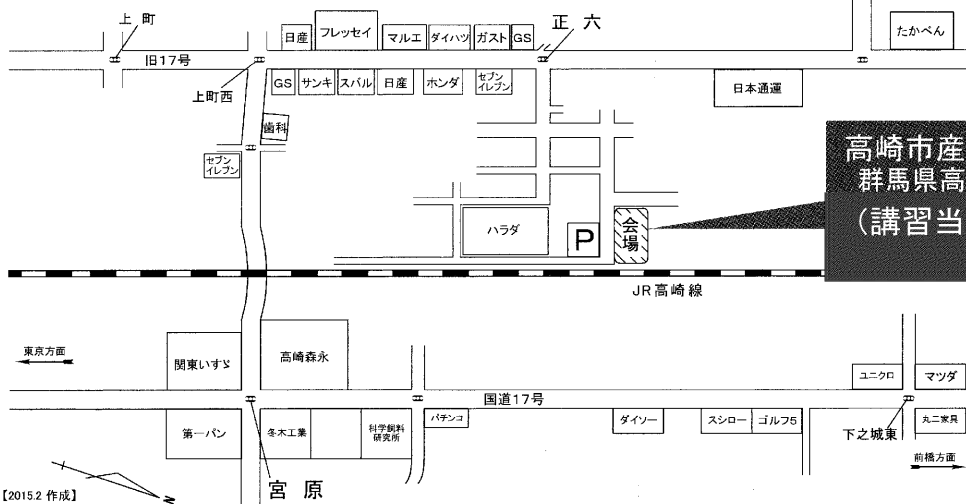 上 町
日産
フレッセイ
マルエ
ダイハツ
ガスト
GS
正 六
たかべん
旧17号
上町西
GS
サンキ
スバル
日産
ホンダ
セブン
イレブン
日本通運
歯科
セブン
イレブン
高崎市産
群馬県高
（講習当
ハラダ
P
会場
JR高崎線
東京方面
関東いすゞ
高崎森永
ユニクロ
マツダ
国道17号
第一パン
冬木工業
科学飼料
研究所
パチンコ
ダイソー
スシロー
ゴルフ5
下之城東
丸二家具
前橋方面
宮 原
N
【2015.2 作成】